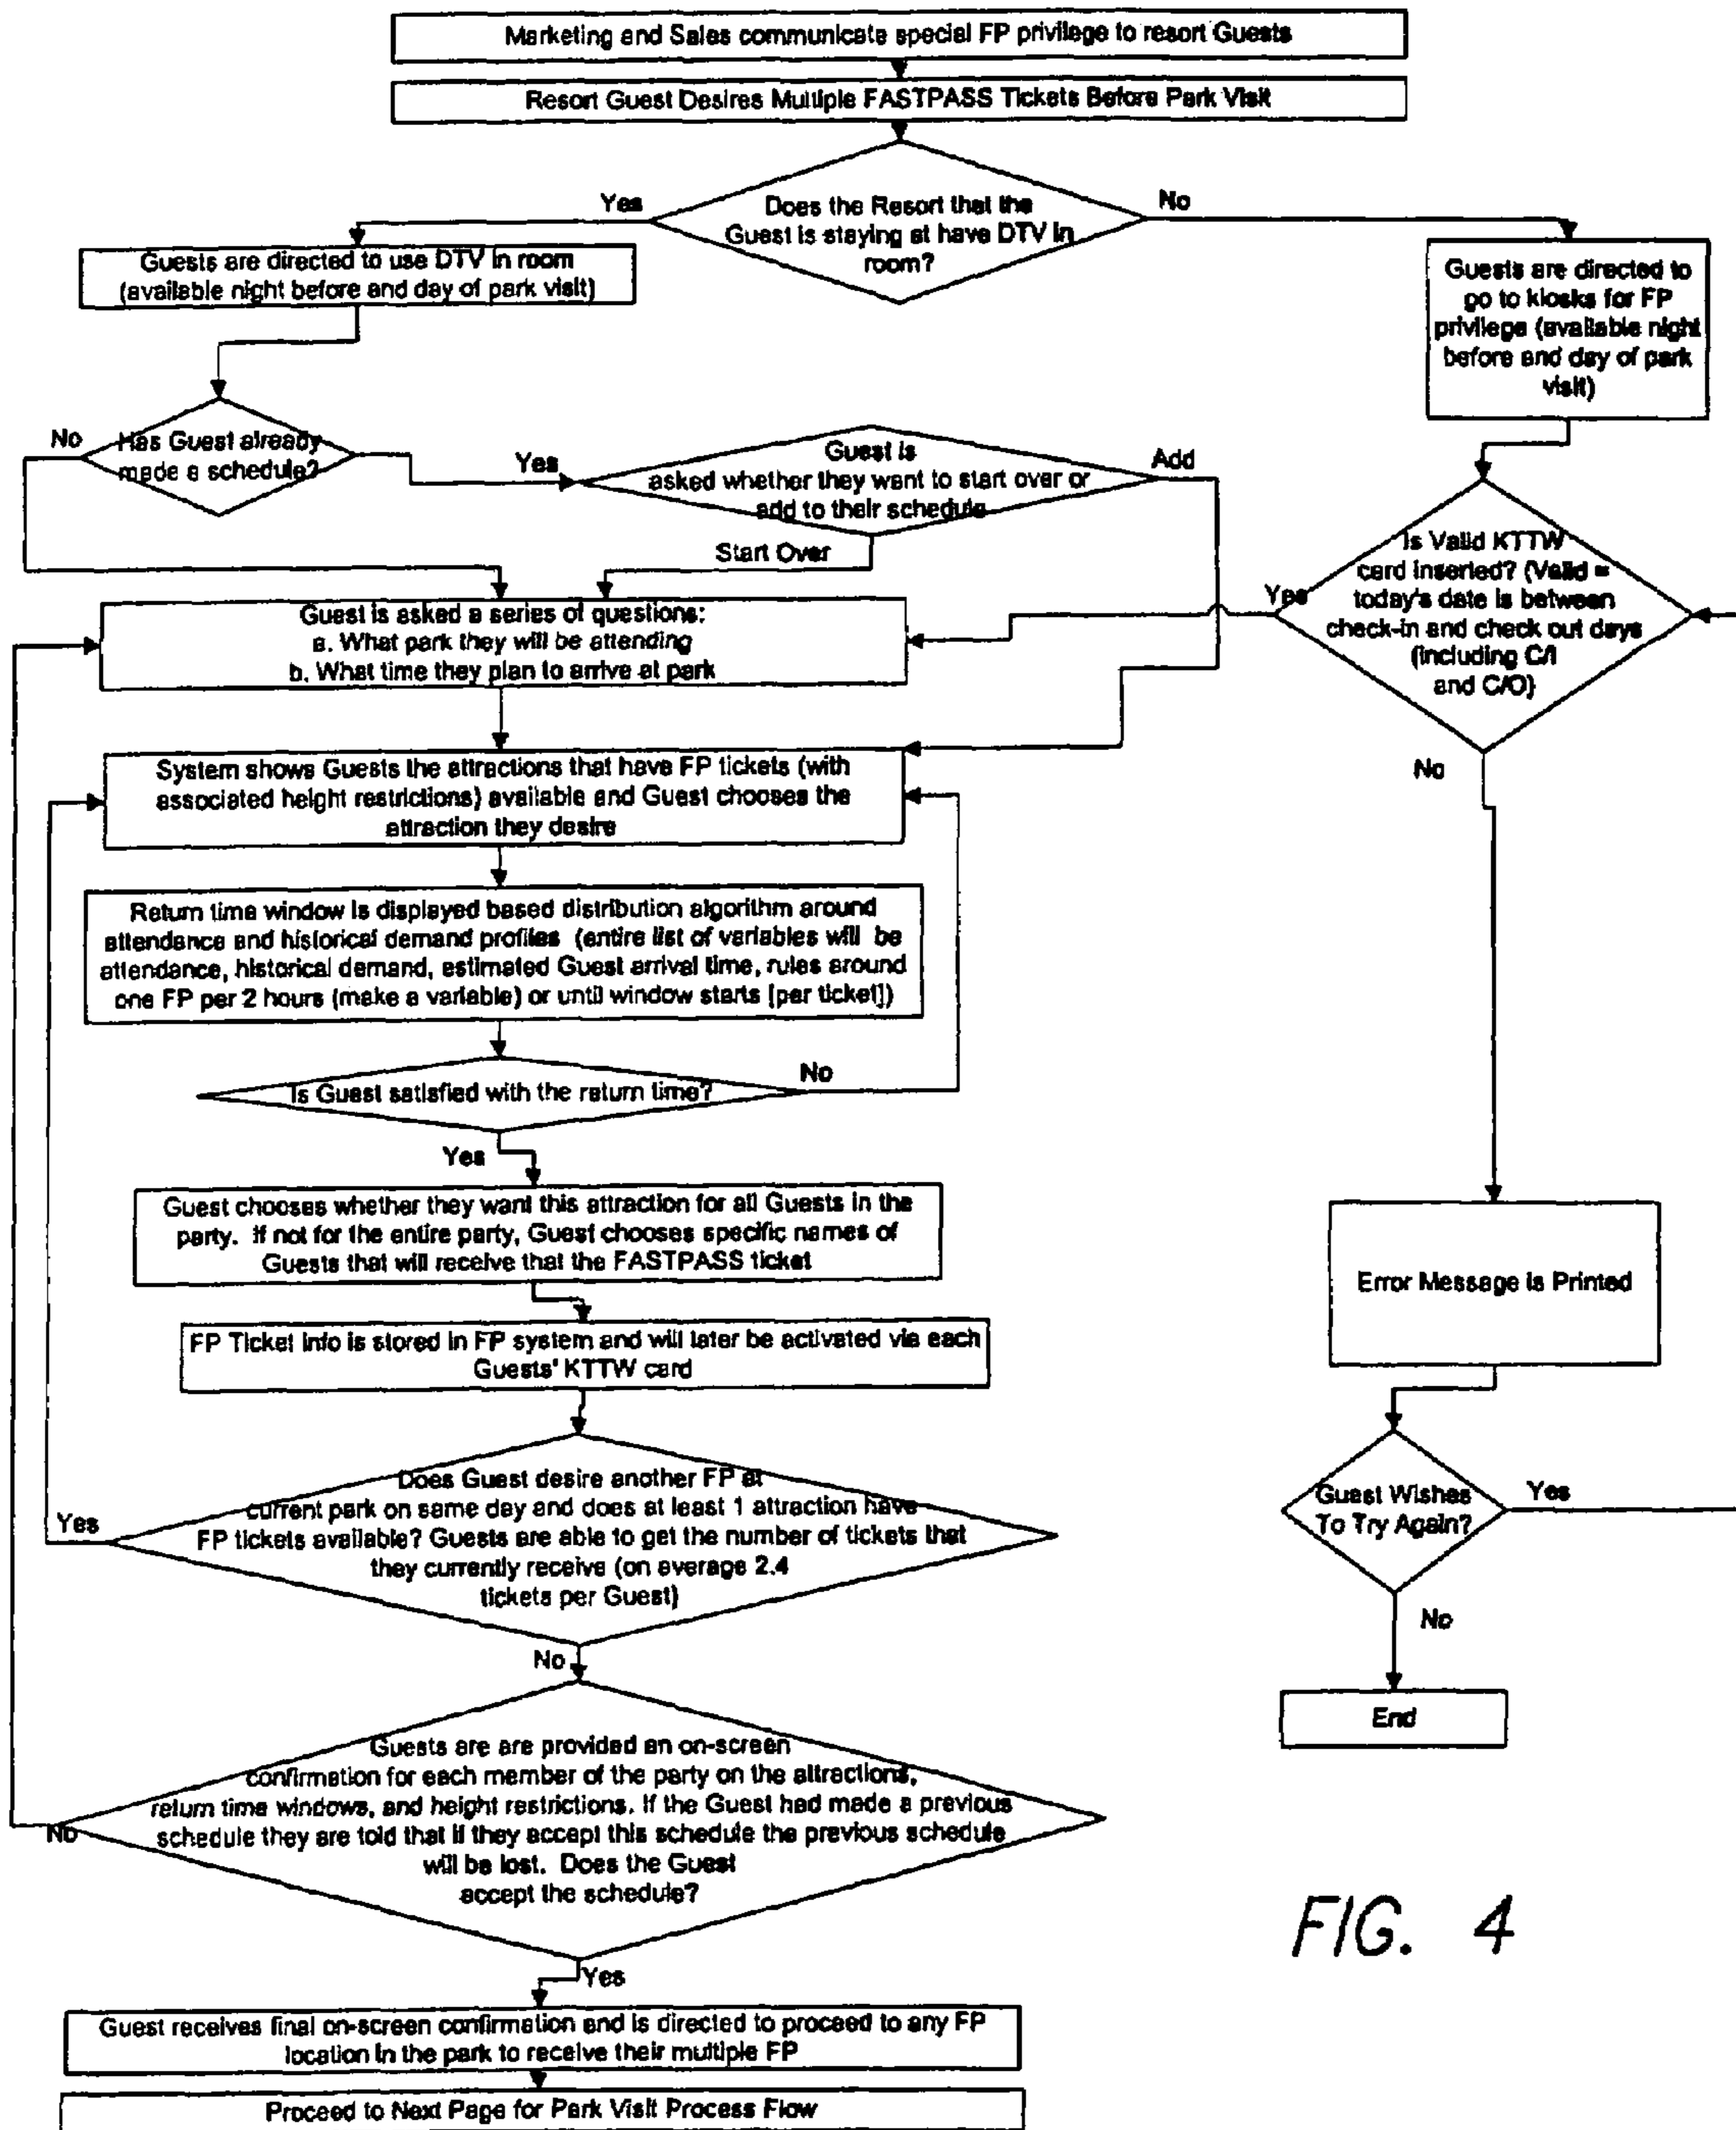 Marketing and Sales communicate special FP privilege to resort Guests
Resort Guest Desires Multiple FASTPASS Tickets Before Park Visit
Does the Resort that the
Guest is staying at have DTV in
room?
Yes
No
Guests are directed to use DTV in room
(available night before and day of park visit)
Guests are directed to
go to kiosks for FP
privilege (available night
before and day of park
visit)
Has Guest already
made a schedule?
No
Yes
Guest is
asked whether they want to start over or
add to their schedule
Add
Start Over
Is Valid KTTW
card inserted? (Valid =
today's date is between
check-in and check out days
(including C/I
and C/O)
Yes
No
Guest is asked a series of questions:
a. What park they will be attending
b. What time they plan to arrive at park
System shows Guests the attractions that have FP tickets (with
associated height restrictions) available and Guest chooses the
attraction they desire
Return time window is displayed based distribution algorithm around
attendance and historical demand profiles (entire list of variables will be
attendance, historical demand, estimated Guest arrival time, rules around
one FP per 2 hours (make a variable) or until window starts [per ticket])
Is Guest satisfied with the return time?
No
Yes
Guest chooses whether they want this attraction for all Guests in the
party. If not for the entire party, Guest chooses specific names of
Guests that will receive that the FASTPASS ticket
FP Ticket info is stored in FP system and will later be activated via each
Guests' KTTW card
Error Message is Printed
Does Guest desire another FP at
current park on same day and does at least 1 attraction have
FP tickets available? Guests are able to get the number of tickets that
they currently receive (on average 2.4
tickets per Guest)
Yes
No
Guest Wishes
To Try Again?
Yes
No
End
Guests are are provided an on-screen
confirmation for each member of the party on the attractions,
return time windows, and height restrictions. If the Guest had made a previous
schedule they are told that if they accept this schedule the previous schedule
will be lost. Does the Guest
accept the schedule?
No
Yes
Guest receives final on-screen confirmation and is directed to proceed to any FP
location in the park to receive their multiple FP
Proceed to Next Page for Park Visit Process Flow
FIG. 4